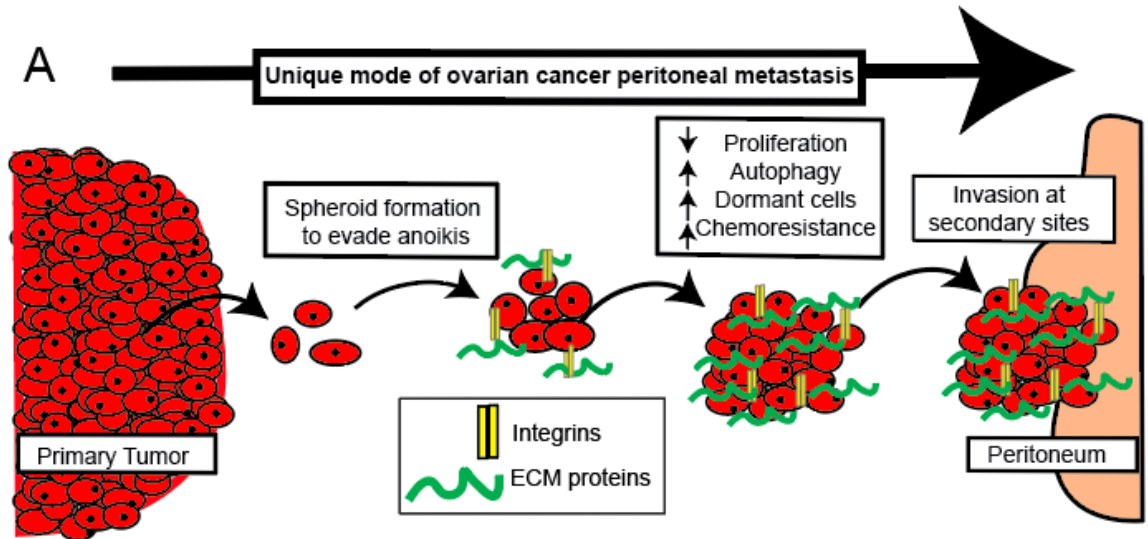 A
Unique mode of ovarian cancer peritoneal metastasis
Proliferation
Autophagy
Dormant cells
Chemoresistance
Spheroid formation
to evade anoikis
Invasion at
secondary sites
Primary Tumor
Integrins
ECM proteins
Peritoneum